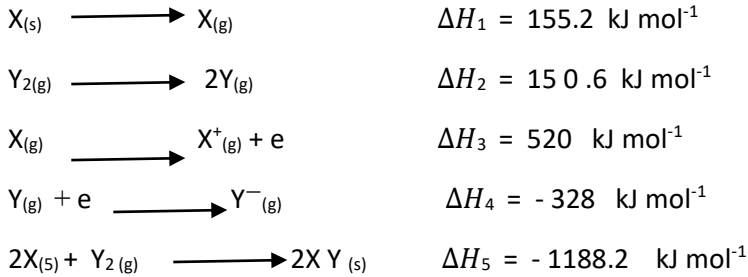 X(s) ⟶ X(g) ΔH1 = 155.2 kJ mol-1
Y2(g) ⟶ 2Y(g) ΔH2 = 15 0 .6 kJ mol-1
X(g) ⟶ X+(g) + e ΔH3 = 520 kJ mol-1
Y(g) + e ⟶ Y−(g) ΔH4 = - 328 kJ mol-1
2X(5) + Y2 (g) ⟶ 2X Y (s) ΔH5 = - 1188.2 kJ mol-1